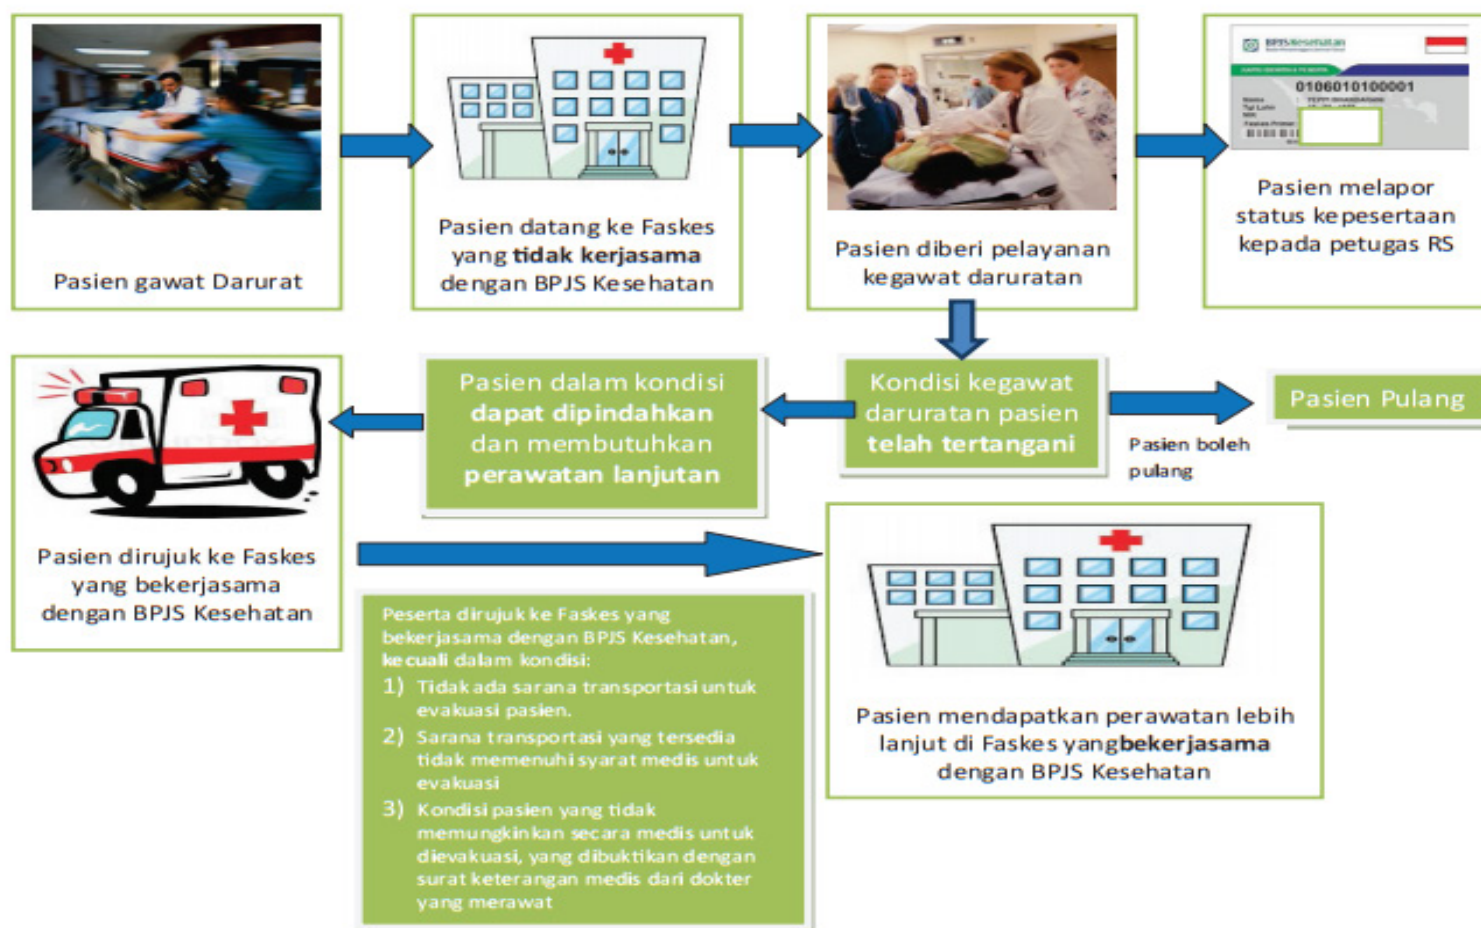 BPJS Kesehatan
0106010100001
Nama
Tgl Lahir
NIK
Pasien gawat Darurat
Pasien datang ke Faskes
yang tidak kerjasama
dengan BPJS Kesehatan
Pasien diberi pelayanan
kegawat daruratan
Pasien melapor
status kepesertaan
kepada petugas RS
Pasien dirujuk ke Faskes
yang bekerjasama
dengan BPJS Kesehatan
Pasien dalam kondisi
dapat dipindahkan
dan membutuhkan
perawatan lanjutan
Kondisi kegawat
daruratan pasien
telah tertangani
Pasien boleh
pulang
Pasien Pulang
Peserta dirujuk ke Faskes yang
bekerjasama dengan BPJS Kesehatan,
kecuali dalam kondisi:
1) Tidak ada sarana transportasi untuk
evakuasi pasien.
2) Sarana transportasi yang tersedia
tidak memenuhi syarat medis untuk
evakuasi
3) Kondisi pasien yang tidak
memungkinkan secara medis untuk
dievakuasi, yang dibuktikan dengan
surat keterangan medis dari dokter
yang merawat
Pasien mendapatkan perawatan lebih
lanjut di Faskes yangbekerjasama
dengan BPJS Kesehatan